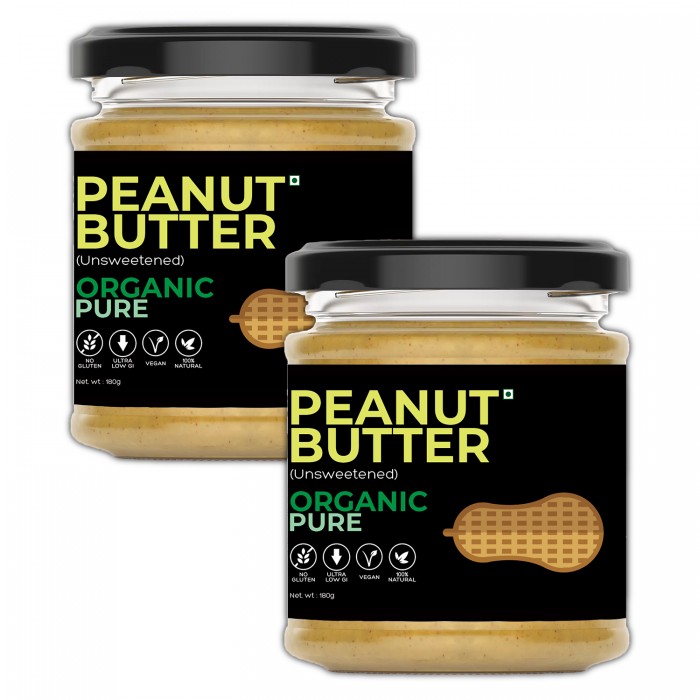 PEANUT
BUTTER
(Unsweetened)
ORGANIC
PURE
NO
GLUTEN
ULTRA
LOW GI
VEGAN
100%
NATURAL
Net. wt : 180g
PEANUT
BUTTER
(Unsweetened)
ORGANIC
PURE
NO
GLUTEN
ULTRA
LOW GI
VEGAN
100%
NATURAL
Net. wt : 180g